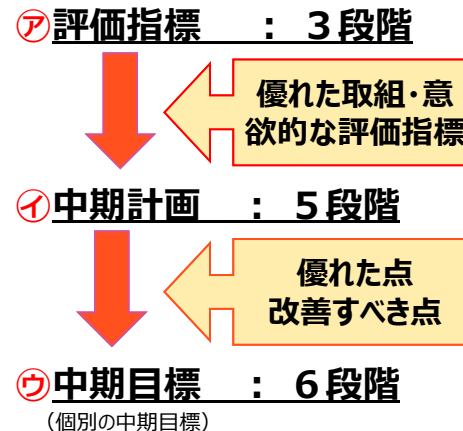 ㋐評価指標 : 3段階
優れた取組･意
欲的な評価指標
㋑中期計画 : 5段階
優れた点
改善すべき点
㋒中期目標 : 6段階
（個別の中期目標）